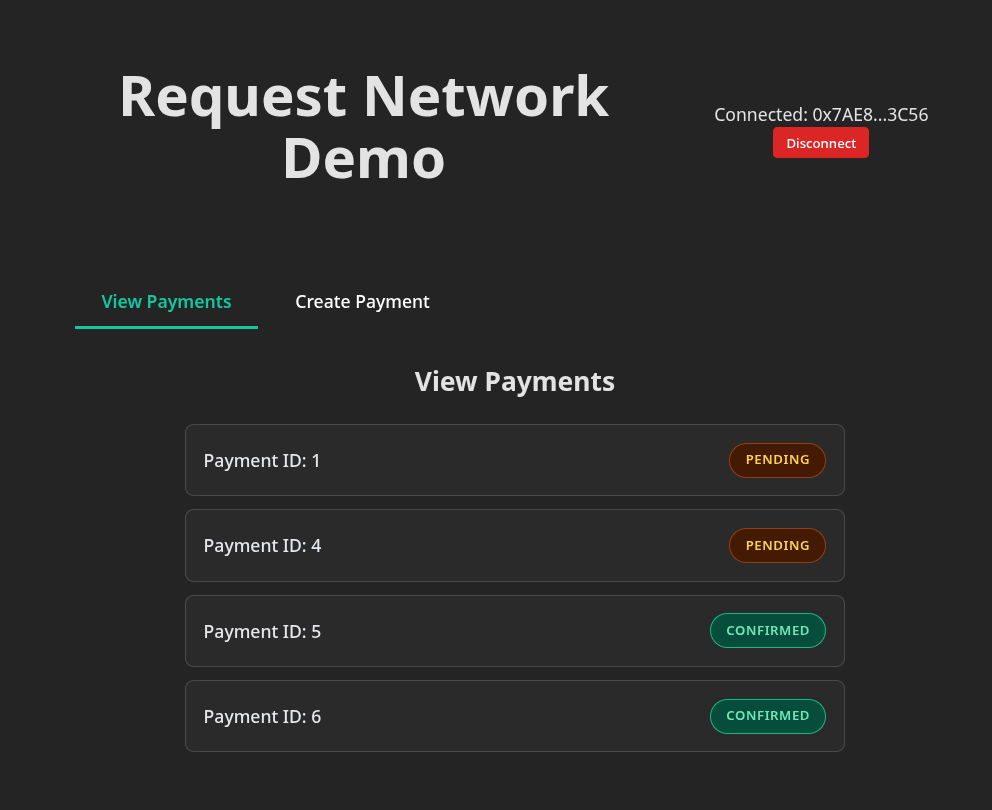 Request Network
Demo
Connected: 0x7AE8...3C56
Disconnect
View Payments
Create Payment
View Payments
Payment ID: 1
PENDING
Payment ID: 4
PENDING
Payment ID: 5
CONFIRMED
Payment ID: 6
CONFIRMED